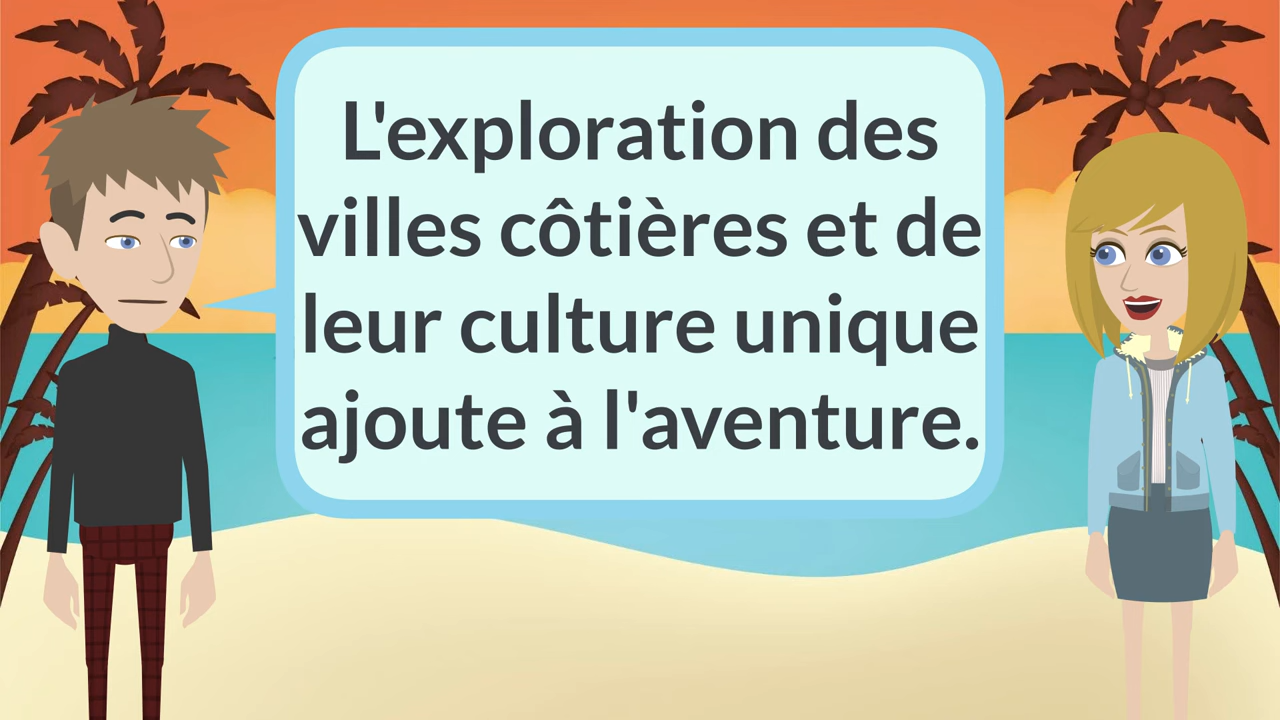 L'exploration des
villes côtières et de
leur culture unique
ajoute à l'aventure.